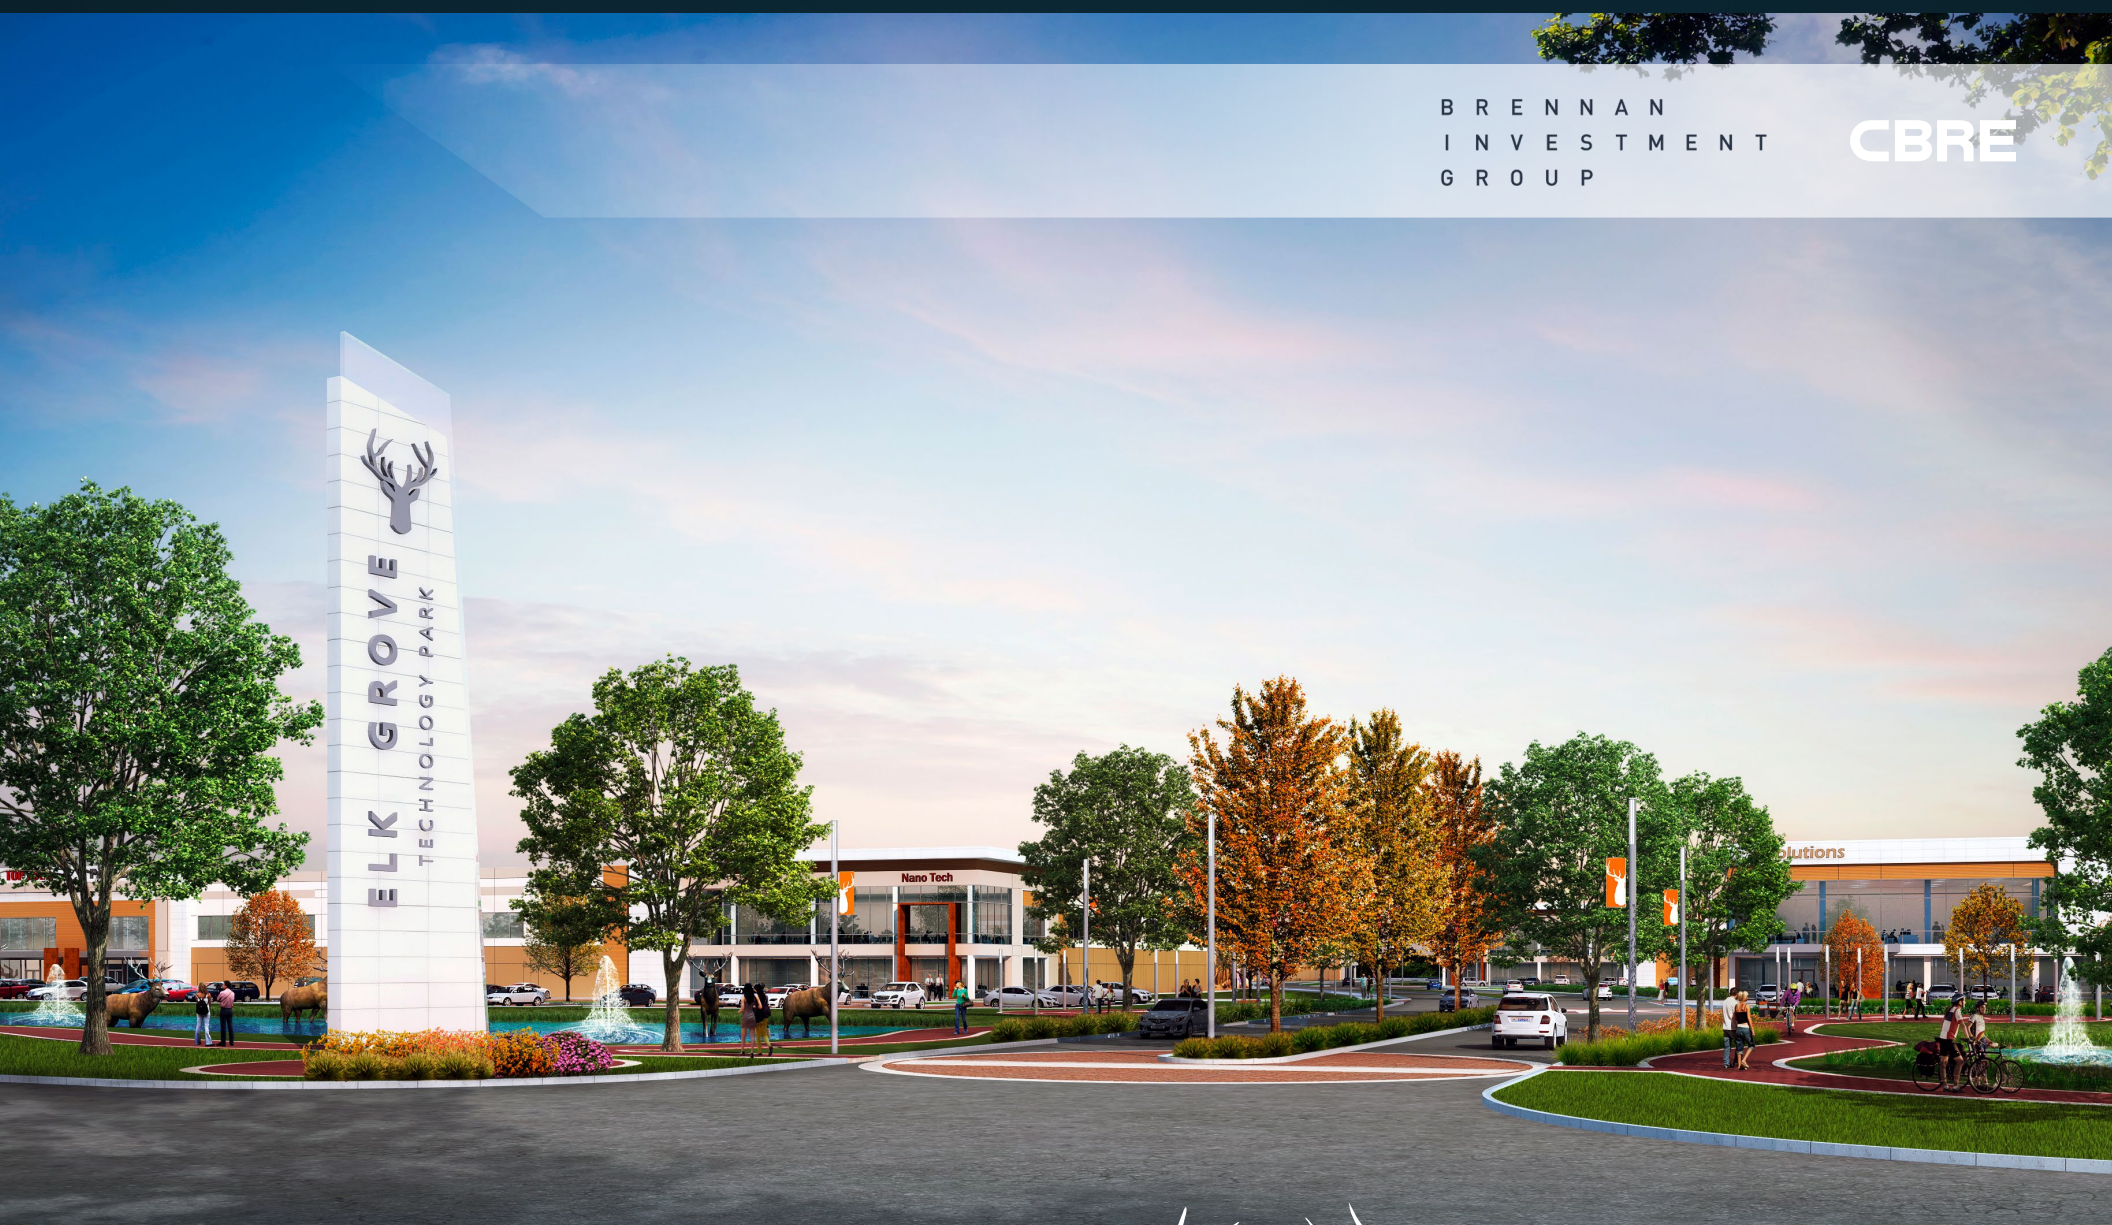 BRENNAN
INVESTMENT
GROUP
CBRE
ELK GROVE
TECHNOLOGY PARK
Nano Tech